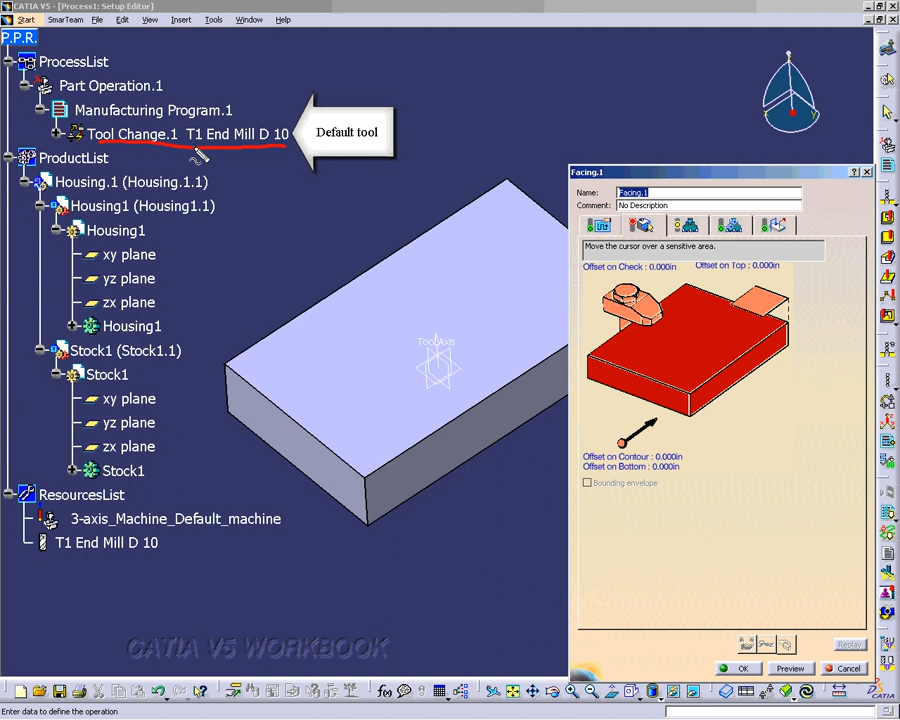 CATIA V5 - [Process1: Setup Editor]
Start SmarTeam File Edit View Insert Tools Window Help
P.P.R.
ProcessList
Part Operation.1
Manufacturing Program.1
Tool Change.1 T1 End Mill D 10
Default tool
ProductList
Housing.1 (Housing.1.1)
Housing1 (Housing1.1)
Housing1
xy plane
yz plane
zx plane
Housing1
Stock1 (Stock1.1)
Stock1
xy plane
yz plane
zx plane
Stock1
ResourcesList
3-axis_Machine_Default_machine
T1 End Mill D 10
ToolAxis
Facing.1
Name: Facing.1
Comment: No Description
Move the cursor over a sensitive area.
Offset on Check : 0.000in Offset on Top : 0.000in
Offset on Contour : 0.000in
Offset on Bottom : 0.000in
Bounding envelope
Replay
OK Preview Cancel
CATIA V5 WORKBOOK
Enter data to define the operation
CATIA